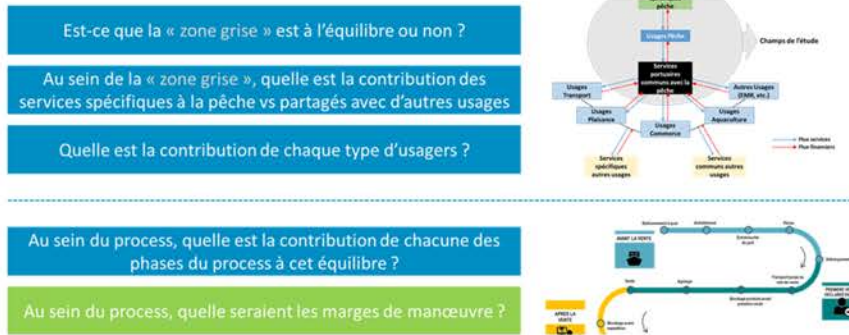 Est-ce que la « zone grise » est à l'équilibre ou non ?
Au sein de la « zone grise », quelle est la contribution des
services spécifiques à la pêche vs partagés avec d'autres usages
Quelle est la contribution de chaque type d'usagers ?
pêche
Usages Pêche
Champs de l'étude
Services
portuaires
communs avec la
pêche
Usages
Transport
Autres Usages
(EMR, etc.)
Usages
Plaisance
Usages
Aquaculture
Usages
Commerce
Flux services
Flux financiers
Services
spécifiques
autres usages
Services
communs autres
usages
Au sein du process, quelle est la contribution de chacune des
phases du process à cet équilibre ?
Au sein du process, quelle seraient les marges de manœuvre ?
AVANT LA VENTE
Avitaillement
Pêche
Débarquement
Vente
Agréage
APRÈS LA
VENTE